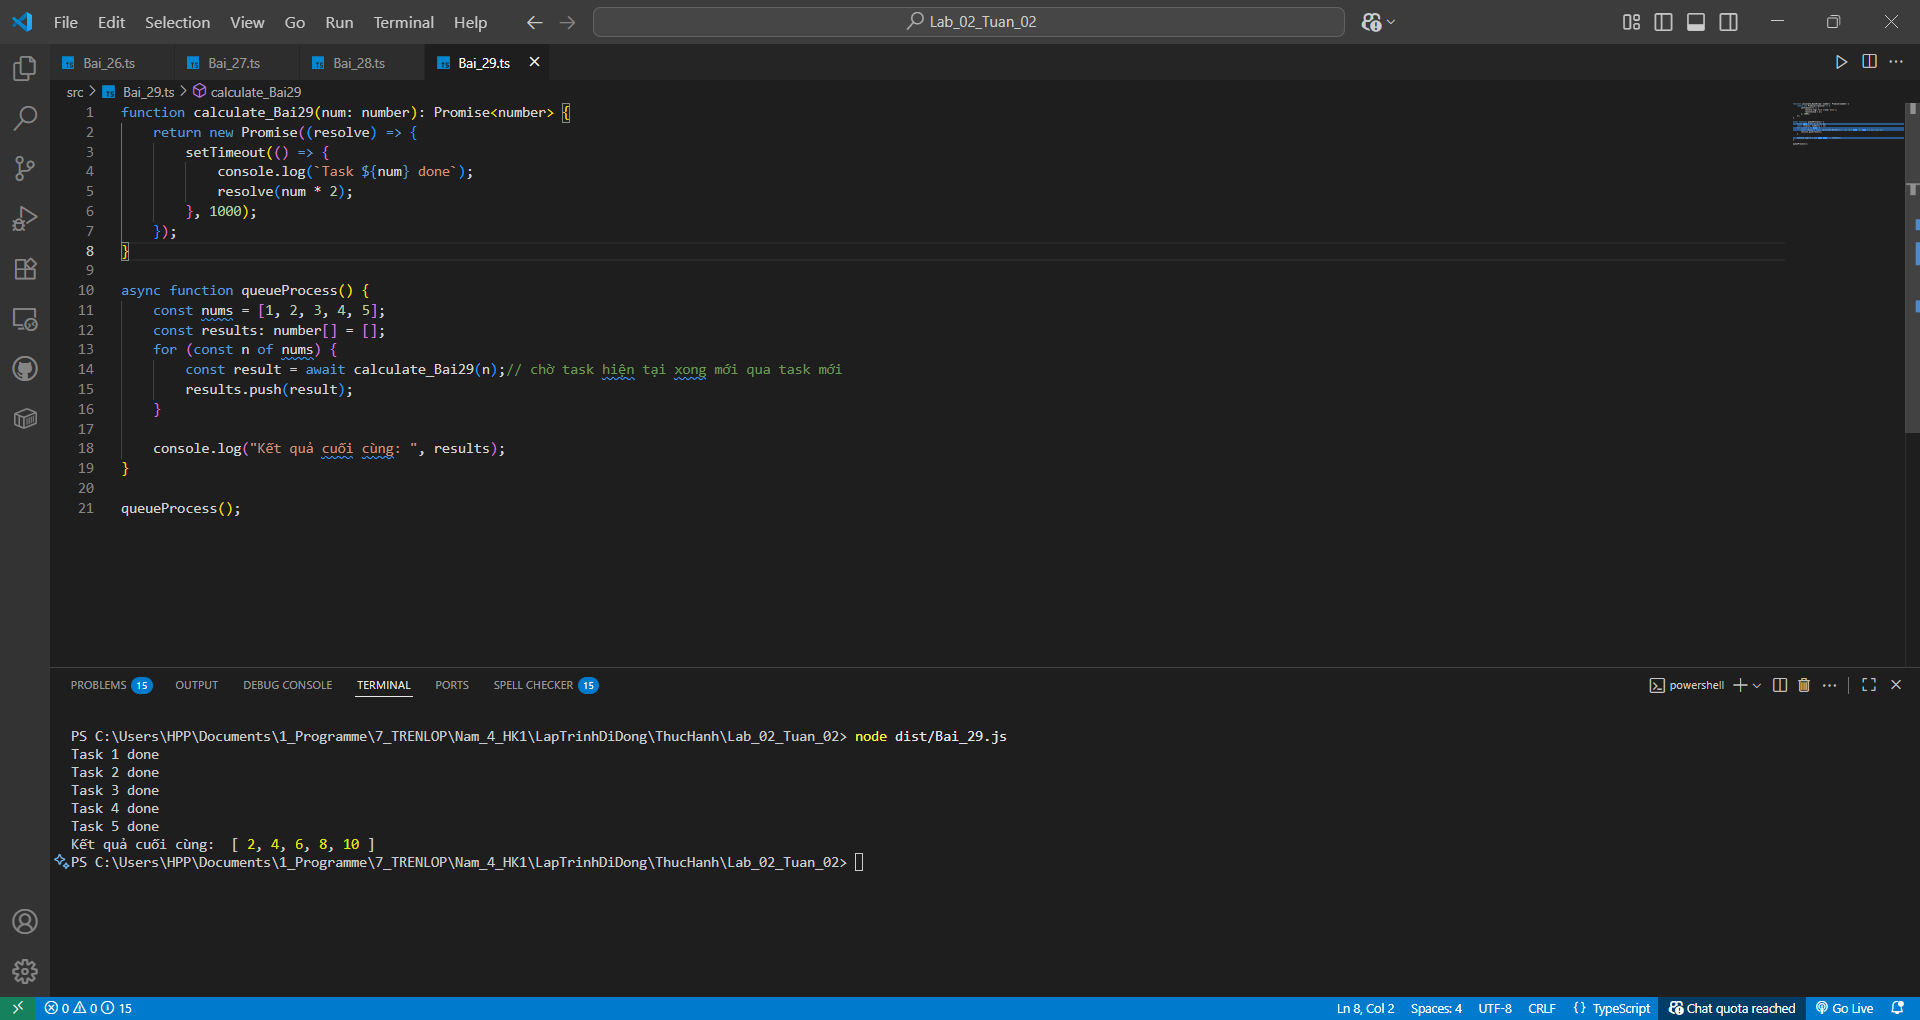 File Edit Selection View Go Run Terminal Help Lab_02_Tuan_02
Bai_26.ts Bai_27.ts Bai_28.ts Bai_29.ts
src > Bai_29.ts > calculate_Bai29
1 function calculate_Bai29(num: number): Promise<number> {
2 return new Promise((resolve) => {
3 setTimeout(() => {
4 console.log(`Task ${num} done`);
5 resolve(num * 2);
6 }, 1000);
7 });
8 }
9
10 async function queueProcess() {
11 const nums = [1, 2, 3, 4, 5];
12 const results: number[] = [];
13 for (const n of nums) {
14 const result = await calculate_Bai29(n);// chờ task hiện tại xong mới qua task mới
15 results.push(result);
16 }
17
18 console.log("Kết quả cuối cùng: ", results);
19 }
20
21 queueProcess();
PROBLEMS 15 OUTPUT DEBUG CONSOLE TERMINAL PORTS SPELL CHECKER 15 powershell
PS C:\Users\HPP\Documents\1_Programme\7_TRENLOP\Nam_4_HK1\LapTrinhDiDong\ThucHanh\Lab_02_Tuan_02> node dist/Bai_29.js
Task 1 done
Task 2 done
Task 3 done
Task 4 done
Task 5 done
Kết quả cuối cùng:  [ 2, 4, 6, 8, 10 ]
PS C:\Users\HPP\Documents\1_Programme\7_TRENLOP\Nam_4_HK1\LapTrinhDiDong\ThucHanh\Lab_02_Tuan_02>
0 0 15 Ln 8, Col 2 Spaces: 4 UTF-8 CRLF {} TypeScript Chat quota reached Go Live